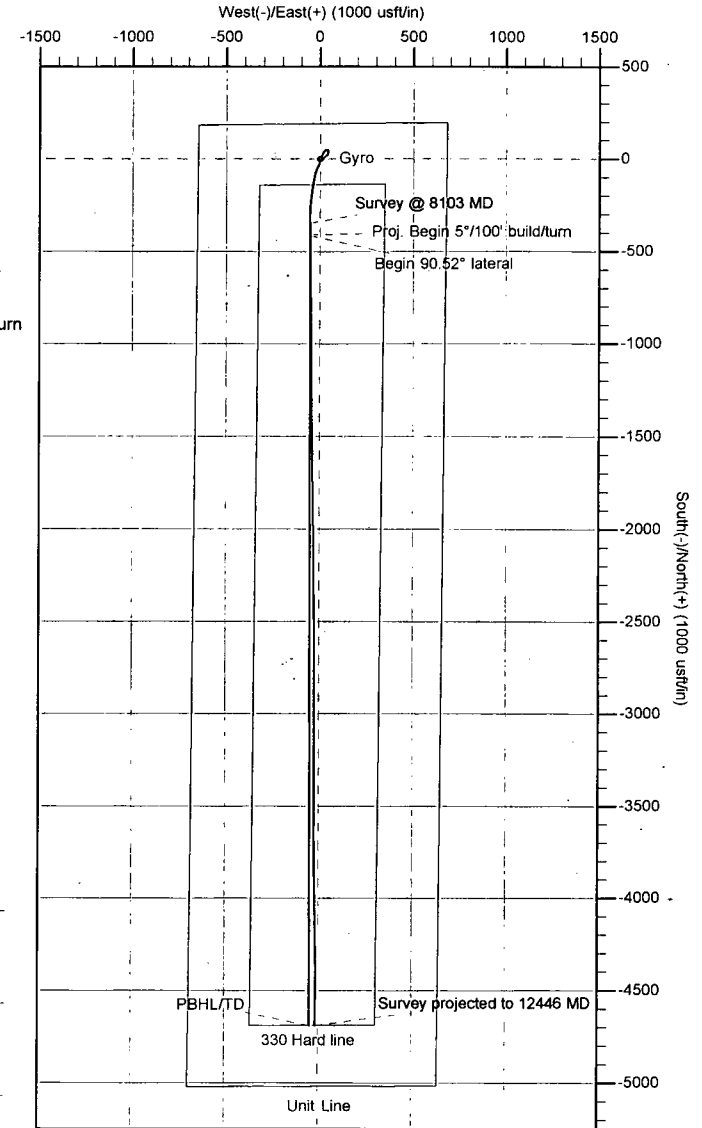 West(-)/East(+) (1000 usft/in)
-1500 -1000 -500 0 500 1000 1500
500
0
Gyro
Survey @ 8103 MD
Proj. Begin 5°/100' build/turn
-500
Begin 90.52° lateral
urn
-1000
-1500
-2000
-2500
-3000
-3500
-4000
-4500
-5000
South(-)/North(+) (1000 usft/in)
PBHL/TD
Survey projected to 12446 MD
330 Hard line
Unit Line